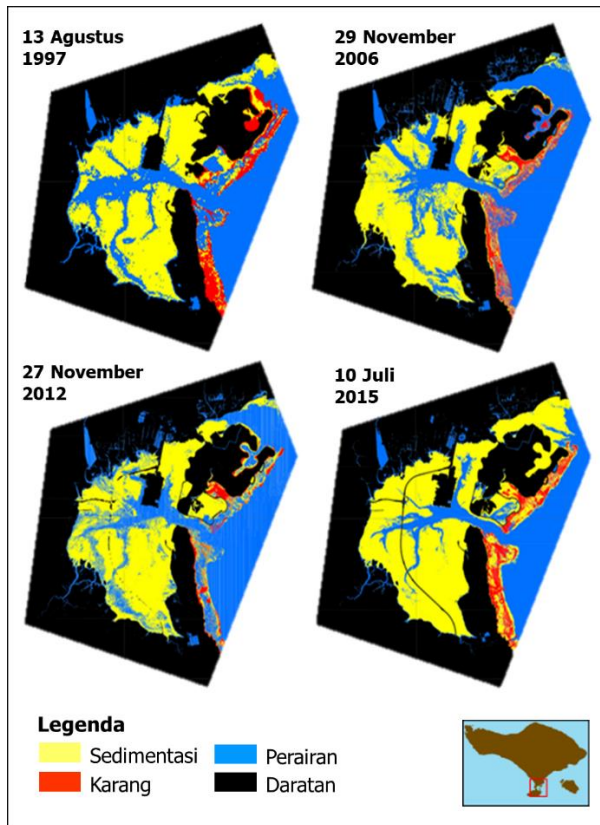 13 Agustus
1997
29 November
2006
27 November
2012
10 Juli
2015
Legenda
Sedimentasi
Perairan
Karang
Daratan